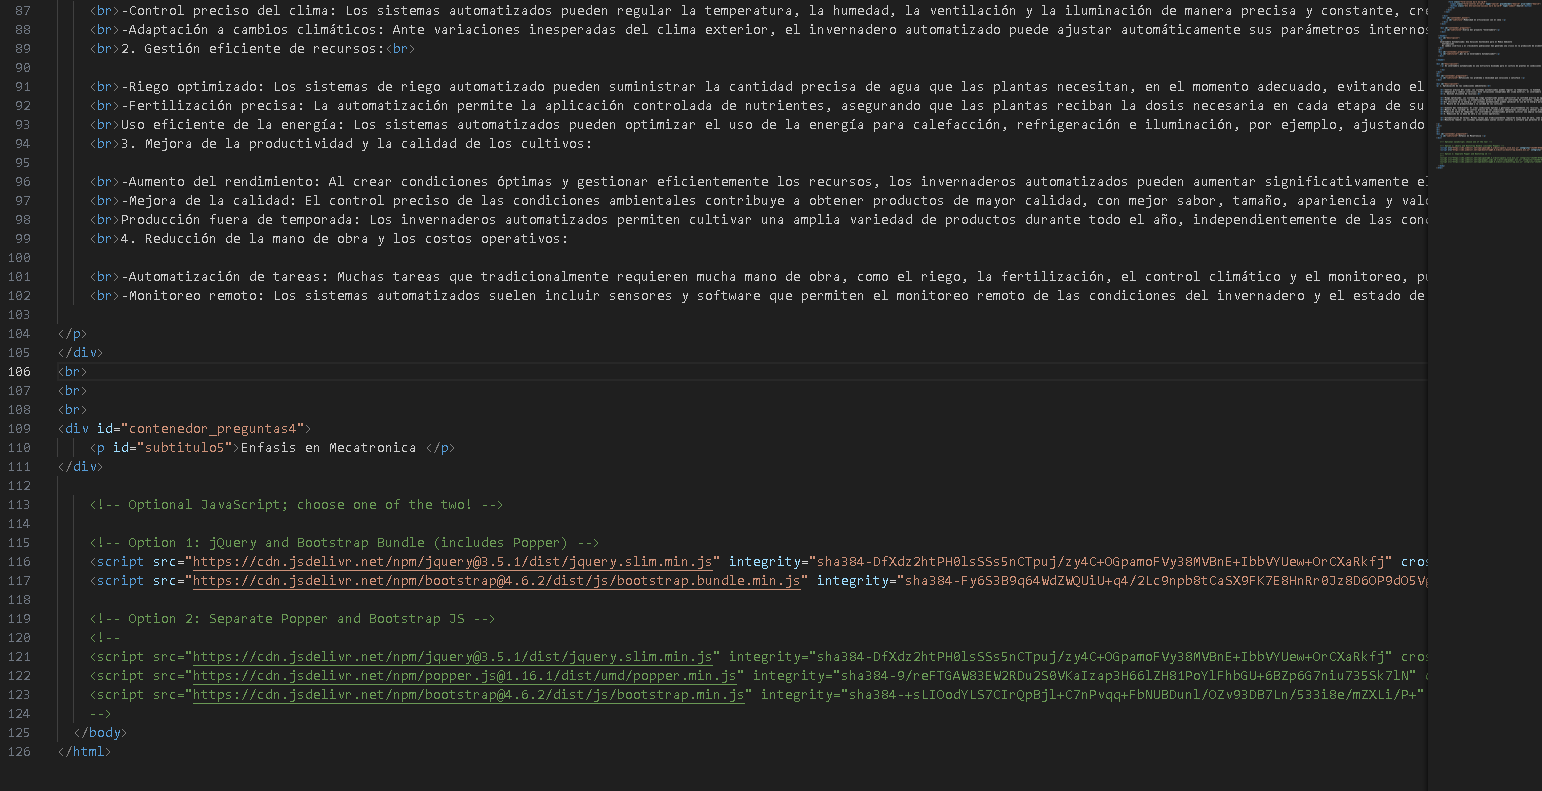 87 <br>-Control preciso del clima: Los sistemas automatizados pueden regular la temperatura, la humedad, la ventilación y la iluminación de manera precisa y constante,
88 <br>-Adaptación a cambios climáticos: Ante variaciones inesperadas del clima exterior, el invernadero automatizado puede ajustar automáticamente sus parámetros
89 <br>2. Gestión eficiente de recursos:<br>
90
91 <br>-Riego optimizado: Los sistemas de riego automatizado pueden suministrar la cantidad precisa de agua que las plantas necesitan, en el momento adecuado, evitando el
92 <br>-Fertilización precisa: La automatización permite la aplicación controlada de nutrientes, asegurando que las plantas reciban la dosis necesaria en cada etapa de su
93 <br>Uso eficiente de la energía: Los sistemas automatizados pueden optimizar el uso de la energía para calefacción, refrigeración e iluminación, por ejemplo, ajustando
94 <br>3. Mejora de la productividad y la calidad de los cultivos:
95
96 <br>-Aumento del rendimiento: Al crear condiciones óptimas y gestionar eficientemente los recursos, los invernaderos automatizados pueden aumentar significativamente
97 <br>-Mejora de la calidad: El control preciso de las condiciones ambientales contribuye a obtener productos de mayor calidad, con mejor sabor, tamaño, apariencia y
98 <br>Producción fuera de temporada: Los invernaderos automatizados permiten cultivar una amplia variedad de productos durante todo el año, independientemente de las
99 <br>4. Reducción de la mano de obra y los costos operativos:
100
101 <br>-Automatización de tareas: Muchas tareas que tradicionalmente requieren mucha mano de obra, como el riego, la fertilización, el control climático y el monitoreo,
102 <br>-Monitoreo remoto: Los sistemas automatizados suelen incluir sensores y software que permiten el monitoreo remoto de las condiciones del invernadero y el estado de
103
104 </p>
105 </div>
106 <br>
107 <br>
108 <br>
109 <div id="contenedor_preguntas4">
110 <p id="subtitulo5">Enfasis en Mecatronica </p>
111 </div>
112
113 <!-- Optional JavaScript; choose one of the two! -->
114
115 <!-- Option 1: jQuery and Bootstrap Bundle (includes Popper) -->
116 <script src="https://cdn.jsdelivr.net/npm/jquery@3.5.1/dist/jquery.slim.min.js" integrity="sha384-DfXdz2htPH0lsSSs5nCTpuj/zy4C+OGpamoFVy38MVBnE+IbbVYUew+OrCXaRkfj"
117 <script src="https://cdn.jsdelivr.net/npm/bootstrap@4.6.2/dist/js/bootstrap.bundle.min.js" integrity="sha384-Fy6S3B9q64WdZWQUiU+q4/2Lc9npb8tCaSX9FK7E8HnRr0Jz8D6OP9dO5V
118
119 <!-- Option 2: Separate Popper and Bootstrap JS -->
120 <!--
121 <script src="https://cdn.jsdelivr.net/npm/jquery@3.5.1/dist/jquery.slim.min.js" integrity="sha384-DfXdz2htPH0lsSSs5nCTpuj/zy4C+OGpamoFVy38MVBnE+IbbVYUew+OrCXaRkfj"
122 <script src="https://cdn.jsdelivr.net/npm/popper.js@1.16.1/dist/umd/popper.min.js" integrity="sha384-9/reFTGAW83EW2RDu2S0VKaIzap3H66lZH81PoYlFhbGU+6BZp6G7niu735Sk7lN"
123 <script src="https://cdn.jsdelivr.net/npm/bootstrap@4.6.2/dist/js/bootstrap.min.js" integrity="sha384-+sLIOodYLS7CIrQpBjl+C7nPvqq+FbNUBDunl/OZv93DB7Ln/533i8e/mZXLi/P+"
124 -->
125 </body>
126 </html>